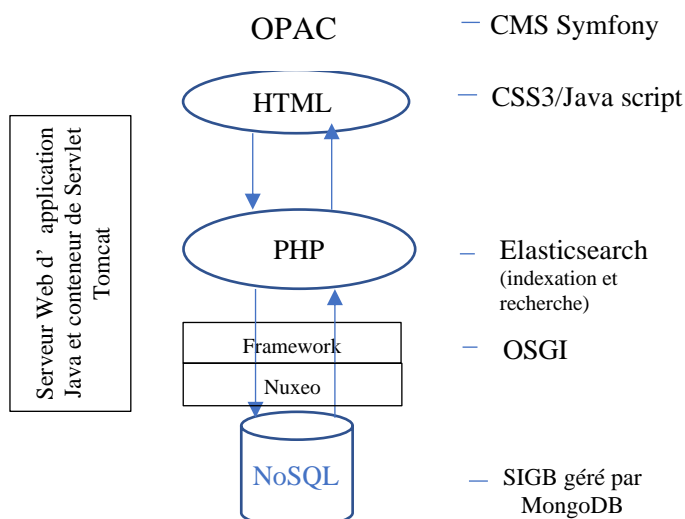 OPAC
– CMS Symfony
HTML
– CSS3/Java script
Serveur Web d’ application
Java et conteneur de Servlet
Tomcat
PHP
– Elasticsearch
(indexation et
recherche)
Framework
– OSGI
Nuxeo
NoSQL
– SIGB géré par
MongoDB